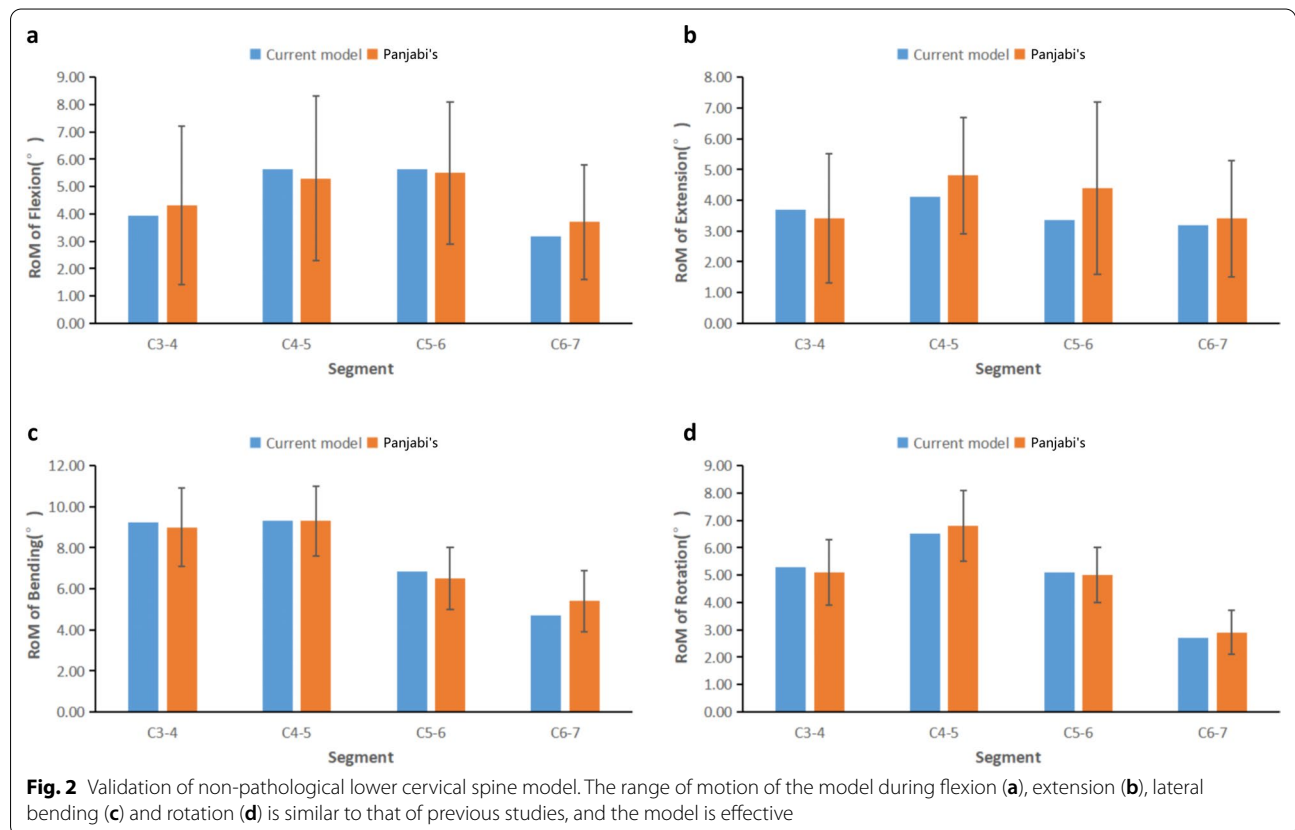 a
Current model Panjabi's
9.00
8.00
7.00
6.00
5.00
4.00
3.00
2.00
1.00
0.00
RoM of Flexion(°)
C3-4 C4-5 C5-6 C6-7
Segment
b
Current model Panjabi's
8.00
7.00
6.00
5.00
4.00
3.00
2.00
1.00
0.00
RoM of Extension(°)
C3-4 C4-5 C5-6 C6-7
Segment
c
Current model Panjabi's
12.00
10.00
8.00
6.00
4.00
2.00
0.00
RoM of Bending(°)
C3-4 C4-5 C5-6 C6-7
Segment
d
Current model Panjabi's
9.00
8.00
7.00
6.00
5.00
4.00
3.00
2.00
1.00
0.00
RoM of Rotation(°)
C3-4 C4-5 C5-6 C6-7
Segment
Fig. 2 Validation of non-pathological lower cervical spine model. The range of motion of the model during flexion (a), extension (b), lateral
bending (c) and rotation (d) is similar to that of previous studies, and the model is effective